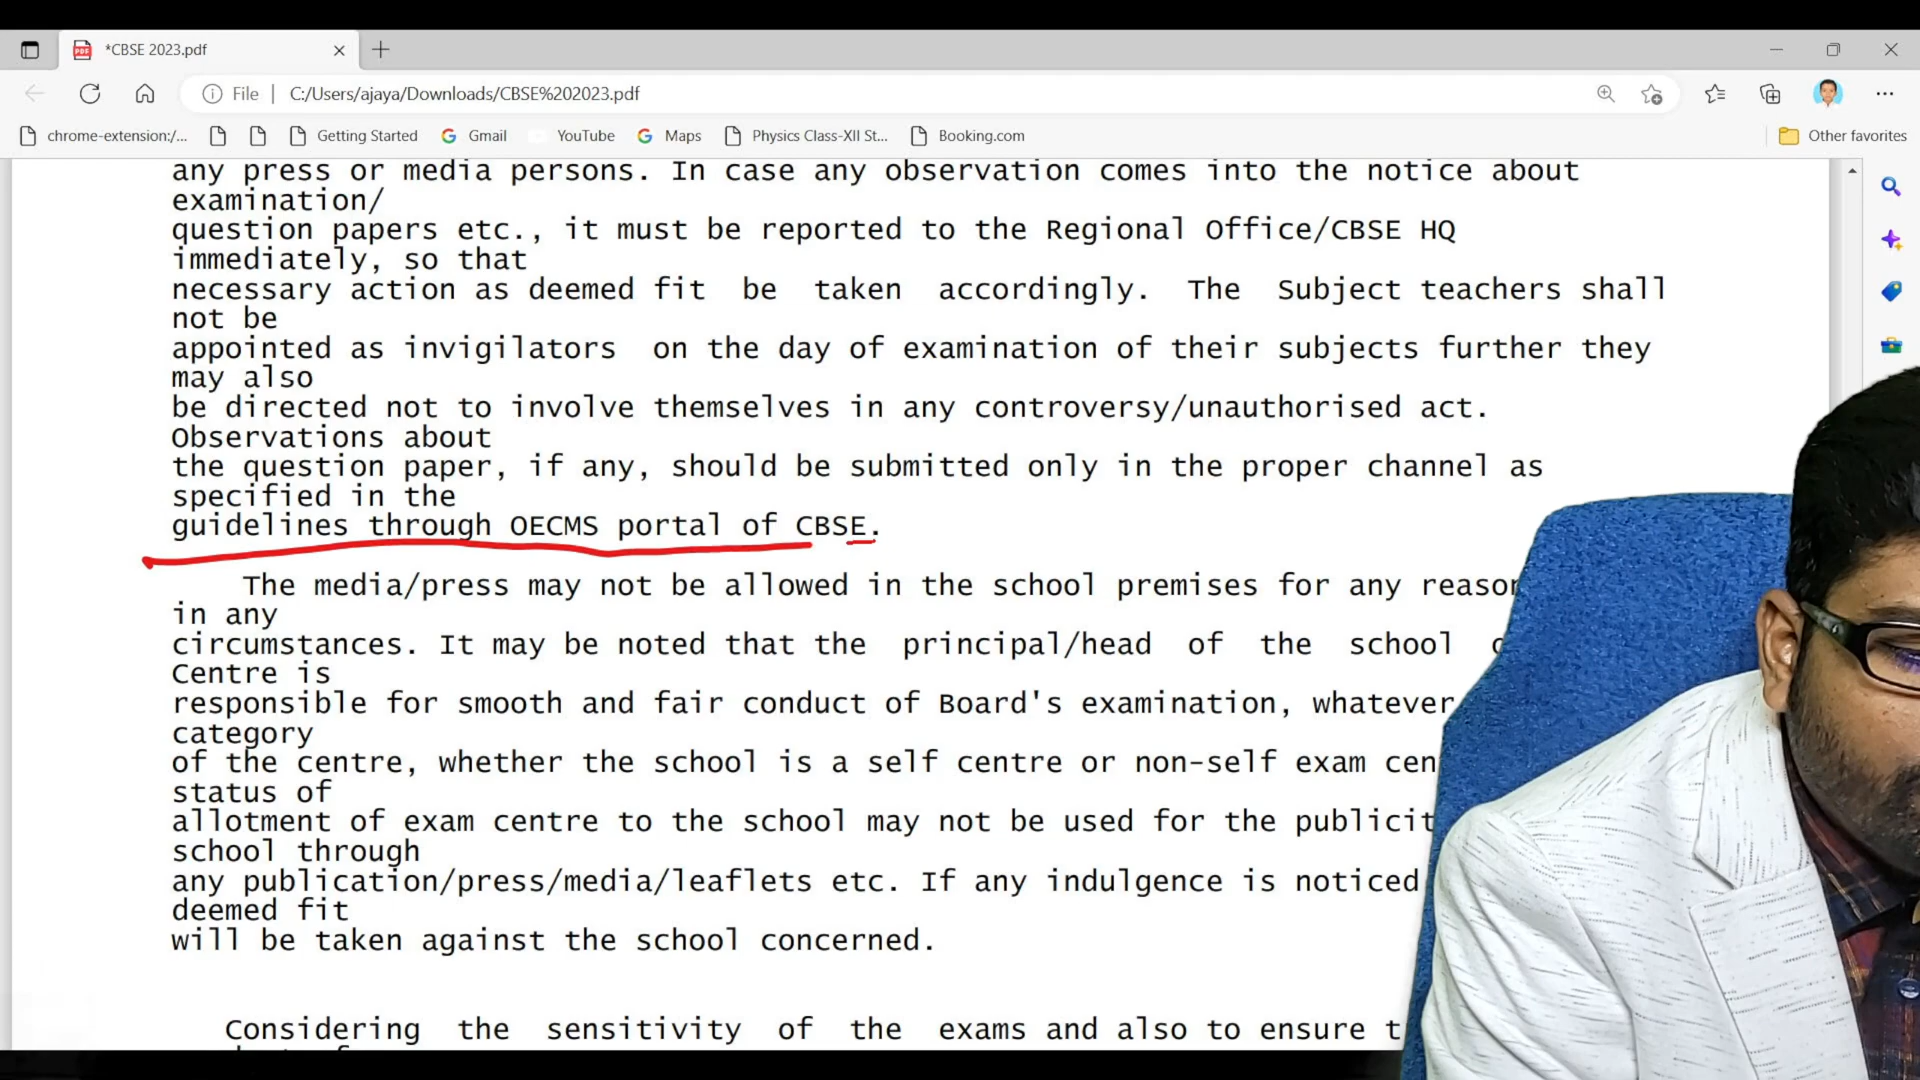 *CBSE 2023.pdf
File | C:/Users/ajaya/Downloads/CBSE%202023.pdf
chrome-extension:/... Getting Started Gmail YouTube Maps Physics Class-XII St... Booking.com Other favorites
any press or media persons. In case any observation comes into the notice about
examination/
question papers etc., it must be reported to the Regional Office/CBSE HQ
immediately, so that
necessary action as deemed fit be taken accordingly. The Subject teachers shall
not be
appointed as invigilators on the day of examination of their subjects further they
may also
be directed not to involve themselves in any controversy/unauthorised act.
Observations about
the question paper, if any, should be submitted only in the proper channel as
specified in the
guidelines through OECMS portal of CBSE.
The media/press may not be allowed in the school premises for any
in any
circumstances. It may be noted that the principal/head of the school
Centre is
responsible for smooth and fair conduct of Board's examination, whatever
category
of the centre, whether the school is a self centre or non-self exam
status of
allotment of exam centre to the school may not be used for the
school through
any publication/press/media/leaflets etc. If any indulgence is noticed
deemed fit
will be taken against the school concerned.
Considering the sensitivity of the exams and also to ensure